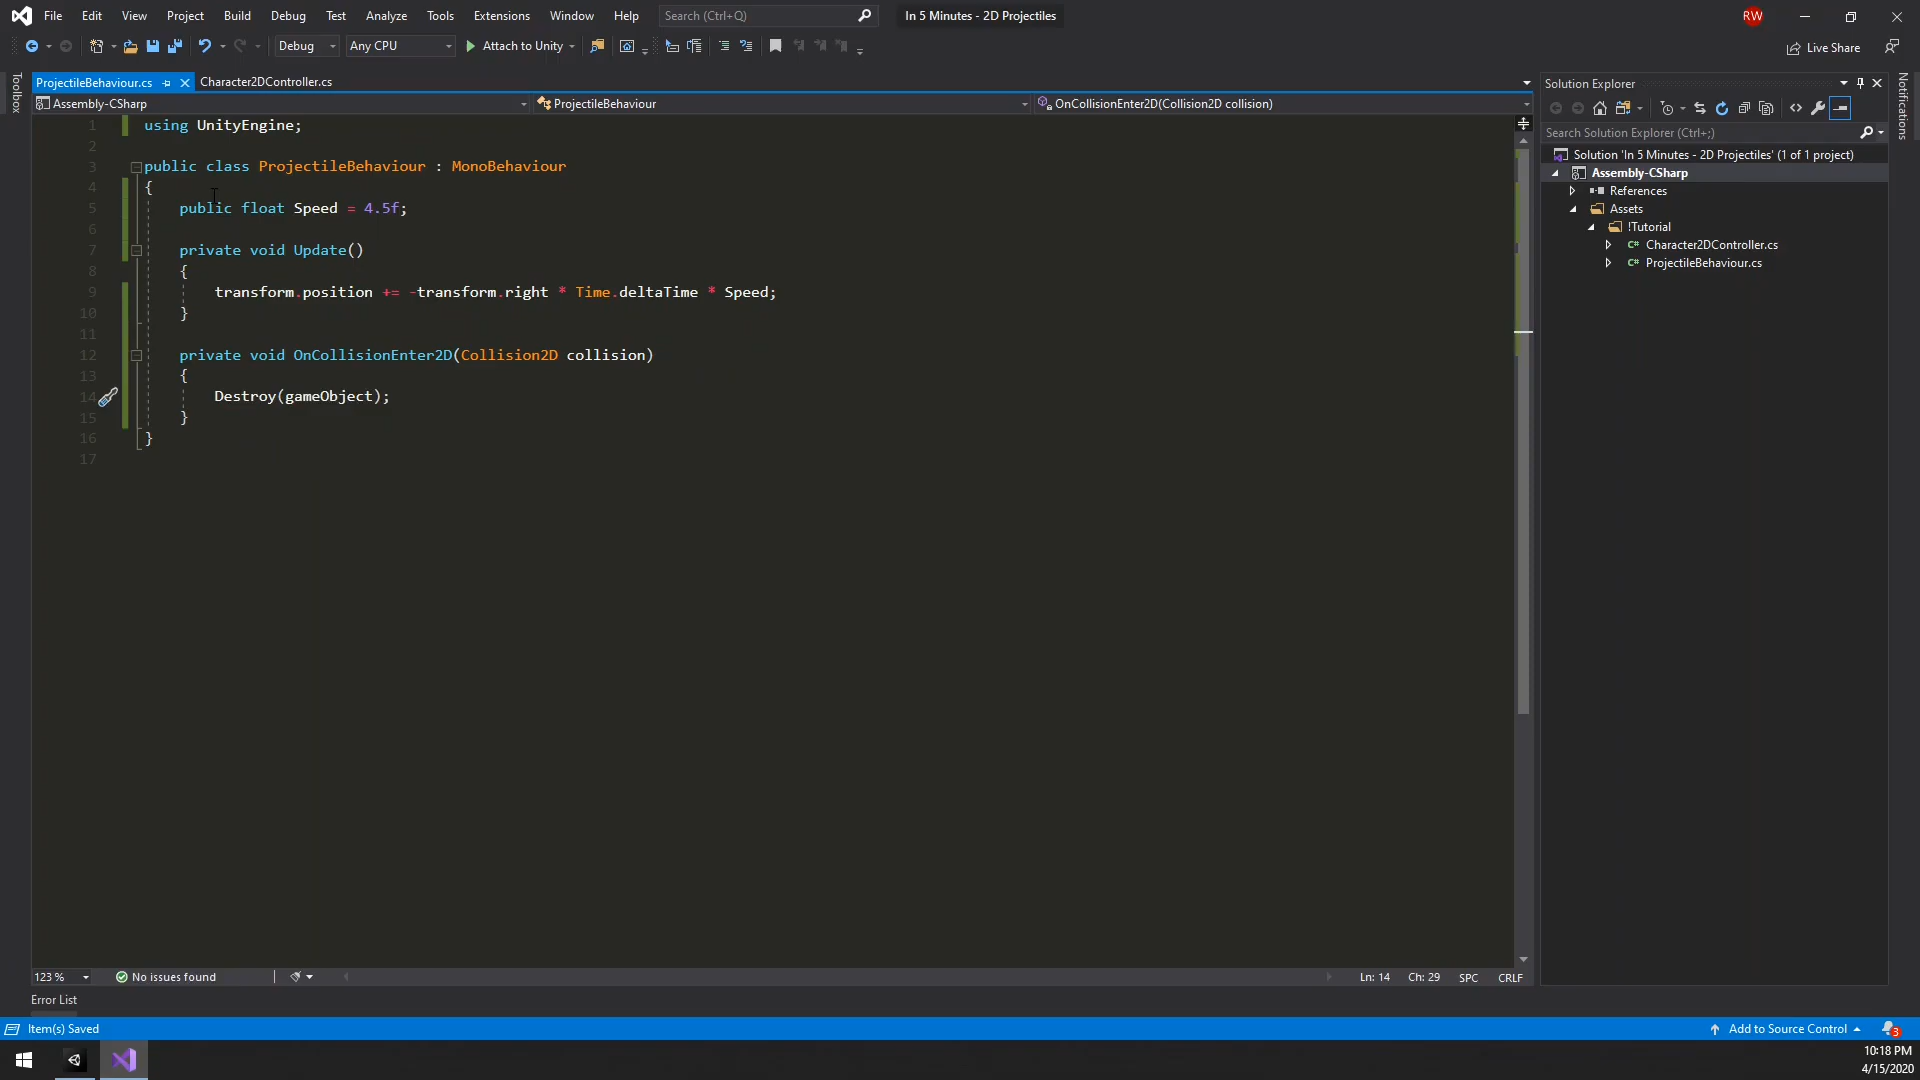 File Edit View Project Build Debug Test Analyze Tools Extensions Window Help Search (Ctrl+Q) In 5 Minutes - 2D Projectiles RW
Debug Any CPU Attach to Unity Live Share
Toolbox
ProjectileBehaviour.cs Character2DController.cs
Assembly-CSharp ProjectileBehaviour OnCollisionEnter2D(Collision2D collision)
1 using UnityEngine;
2
3 public class ProjectileBehaviour : MonoBehaviour
4 {
5 public float Speed = 4.5f;
6
7 private void Update()
8 {
9 transform.position += -transform.right * Time.deltaTime * Speed;
10 }
11
12 private void OnCollisionEnter2D(Collision2D collision)
13 {
14 Destroy(gameObject);
15 }
16 }
17
Solution Explorer
Search Solution Explorer (Ctrl+;)
Solution 'In 5 Minutes - 2D Projectiles' (1 of 1 project)
Assembly-CSharp
References
Assets
!Tutorial
C# Character2DController.cs
C# ProjectileBehaviour.cs
Notifications
123 % No issues found Ln: 14 Ch: 29 SPC CRLF
Error List
Item(s) Saved Add to Source Control 3
10:18 PM
4/15/2020